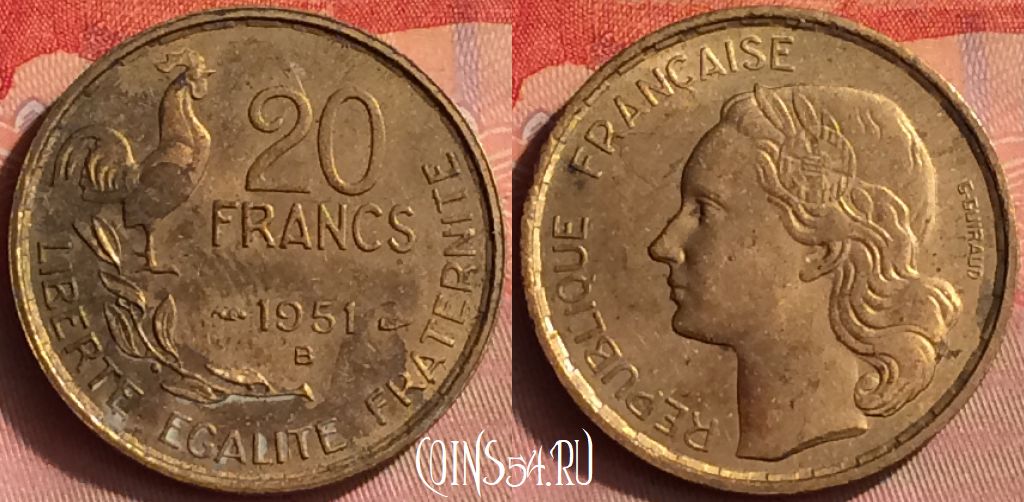 20
FRANCS
1951
B
LIBERTE EGALITE FRATERNITE
REPUBLIQUE FRANÇAISE
G.GUIRAUD
COINS54.RU